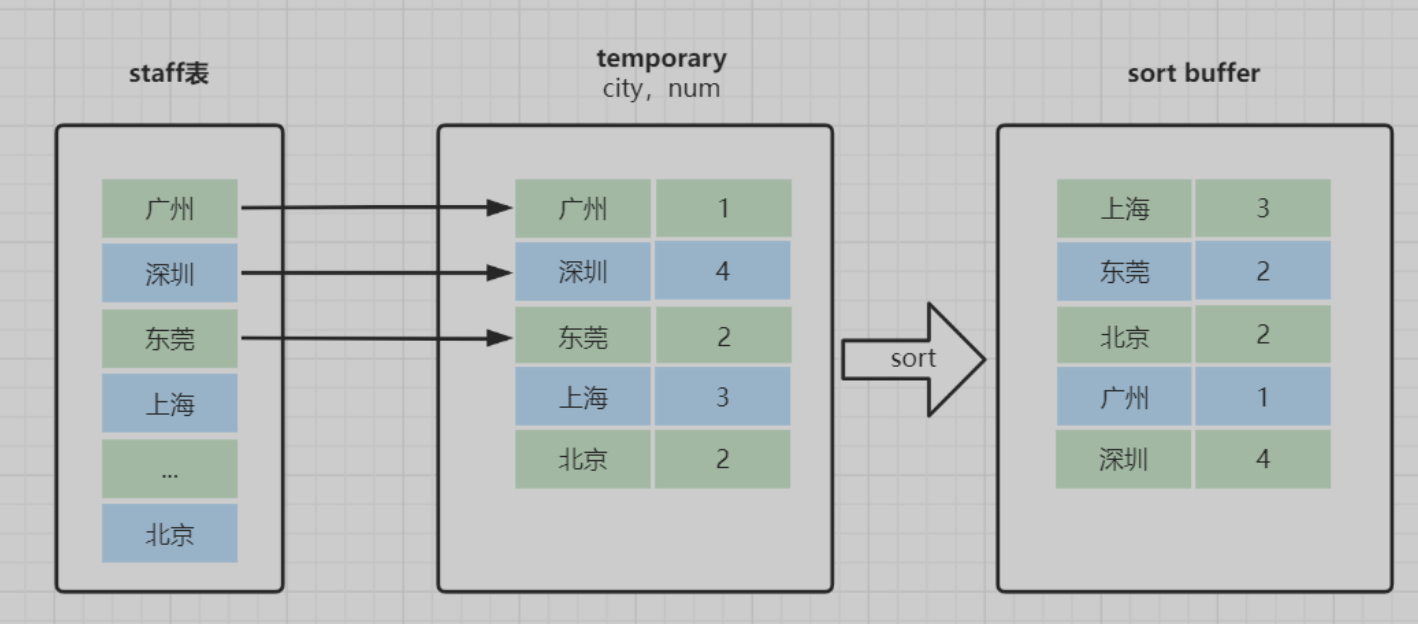 staff表
temporary
city，num
sort buffer
广州
深圳
东莞
上海
...
北京
广州 1
深圳 4
东莞 2
上海 3
北京 2
sort
上海 3
东莞 2
北京 2
广州 1
深圳 4